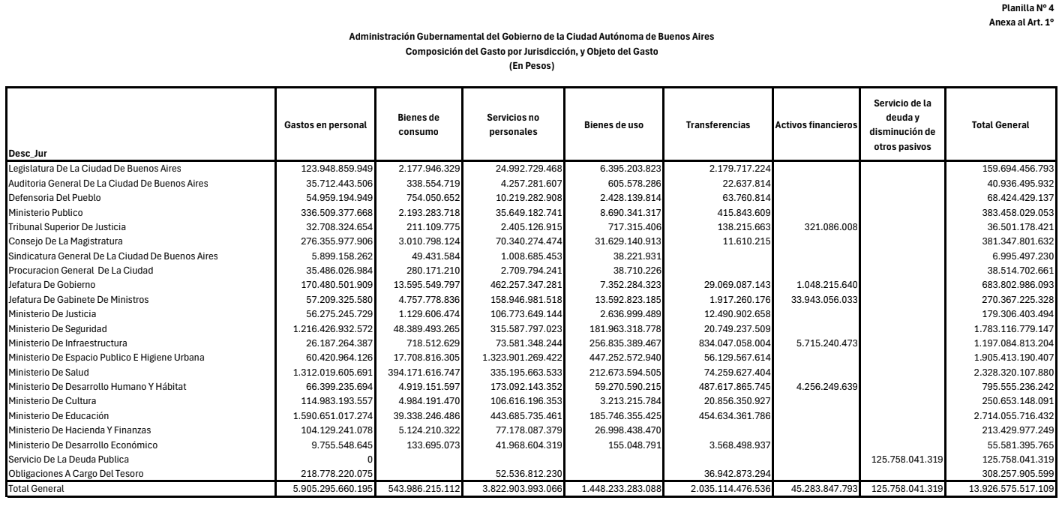 Planilla Nº 4
Anexa al Art. 1º
Administración Gubernamental del Gobierno de la Ciudad Autónoma de Buenos Aires
Composición del Gasto por Jurisdicción, y Objeto del Gasto
(En Pesos)
Desc_Jur Gastos en personal Bienes de consumo Servicios no personales Bienes de uso Transferencias Activos financieros Servicio de la deuda y disminución de otros pasivos Total General
Legislatura De La Ciudad De Buenos Aires 123.948.859.949 2.177.946.329 24.992.729.468 6.395.203.823 2.179.717.224 159.694.456.793
Auditoria General De La Ciudad De Buenos Aires 35.712.443.506 338.554.719 4.257.281.607 605.578.286 22.637.814 40.936.495.932
Defensoria Del Pueblo 54.959.194.949 754.050.652 10.219.282.908 2.428.139.814 63.760.814 68.424.429.137
Ministerio Publico 336.509.377.668 2.193.283.718 35.649.182.741 8.690.341.317 415.843.609 383.458.029.053
Tribunal Superior De Justicia 32.708.324.654 211.109.775 2.405.126.915 717.315.406 138.215.663 321.086.008 36.501.178.421
Consejo De La Magistratura 276.355.977.906 3.010.798.124 70.340.274.474 31.629.140.913 11.610.215 381.347.801.632
Sindicatura General De La Ciudad De Buenos Aires 5.899.158.262 49.431.584 1.008.685.453 38.221.931 6.995.497.230
Procuracion General De La Ciudad 35.486.026.984 280.171.210 2.709.794.241 38.710.226 38.514.702.661
Jefatura De Gobierno 170.480.501.909 13.595.549.797 462.257.347.281 7.352.284.323 29.069.087.143 1.048.215.640 683.802.986.093
Jefatura De Gabinete De Ministros 57.209.325.580 4.757.778.836 158.946.981.518 13.592.823.185 1.917.260.176 33.943.056.033 270.367.225.328
Ministerio De Justicia 56.275.245.729 1.129.606.474 106.773.649.144 2.636.999.489 12.490.902.658 179.306.403.494
Ministerio De Seguridad 1.216.426.932.572 48.389.493.265 315.587.797.023 181.963.318.778 20.749.237.509 1.783.116.779.147
Ministerio De Infraestructura 26.187.264.387 718.512.629 73.581.348.244 256.835.389.467 834.047.058.004 5.715.240.473 1.197.084.813.204
Ministerio De Espacio Publico E Higiene Urbana 60.420.964.126 17.708.816.305 1.323.901.269.422 447.252.572.940 56.129.567.614 1.905.413.190.407
Ministerio De Salud 1.312.019.605.691 394.171.616.747 335.195.663.533 212.673.594.505 74.259.627.404 2.328.320.107.880
Ministerio De Desarrollo Humano Y Hábitat 66.399.235.694 4.919.151.597 173.092.143.352 59.270.590.215 487.617.865.745 4.256.249.639 795.555.236.242
Ministerio De Cultura 114.983.193.557 4.984.191.470 106.616.196.353 3.213.215.784 20.856.350.927 250.653.148.091
Ministerio De Educación 1.590.651.017.274 39.338.246.486 443.685.735.461 185.746.355.425 454.634.361.786 2.714.055.716.432
Ministerio De Hacienda Y Finanzas 104.129.241.078 5.124.210.322 77.178.087.379 26.998.438.470 213.429.977.249
Ministerio De Desarrollo Económico 9.755.548.645 133.695.073 41.968.604.319 155.048.791 3.568.498.937 55.581.395.765
Servicio De La Deuda Publica 0 125.758.041.319 125.758.041.319
Obligaciones A Cargo Del Tesoro 218.778.220.075 52.536.812.230 36.942.873.294 308.257.905.599
Total General 5.905.295.660.195 543.986.215.112 3.822.903.993.066 1.448.233.283.088 2.035.114.476.536 45.283.847.793 125.758.041.319 13.926.575.517.109